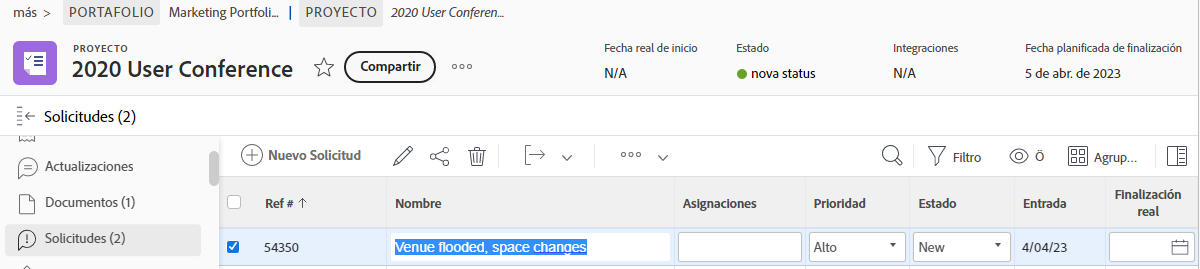 más > PORTAFOLIO Marketing Portfoli... | PROYECTO 2020 User Conferen...
PROYECTO
2020 User Conference Compartir
Fecha real de inicio Estado Integraciones Fecha planificada de finalización
N/A nova status N/A 5 de abr. de 2023
Solicitudes (2)
Actualizaciones
Documentos (1)
Solicitudes (2)
Nuevo Solicitud Filtro Ö Agrup...
Ref # ↑ Nombre Asignaciones Prioridad Estado Entrada Finalización real
54350 Venue flooded, space changes Alto New 4/04/23